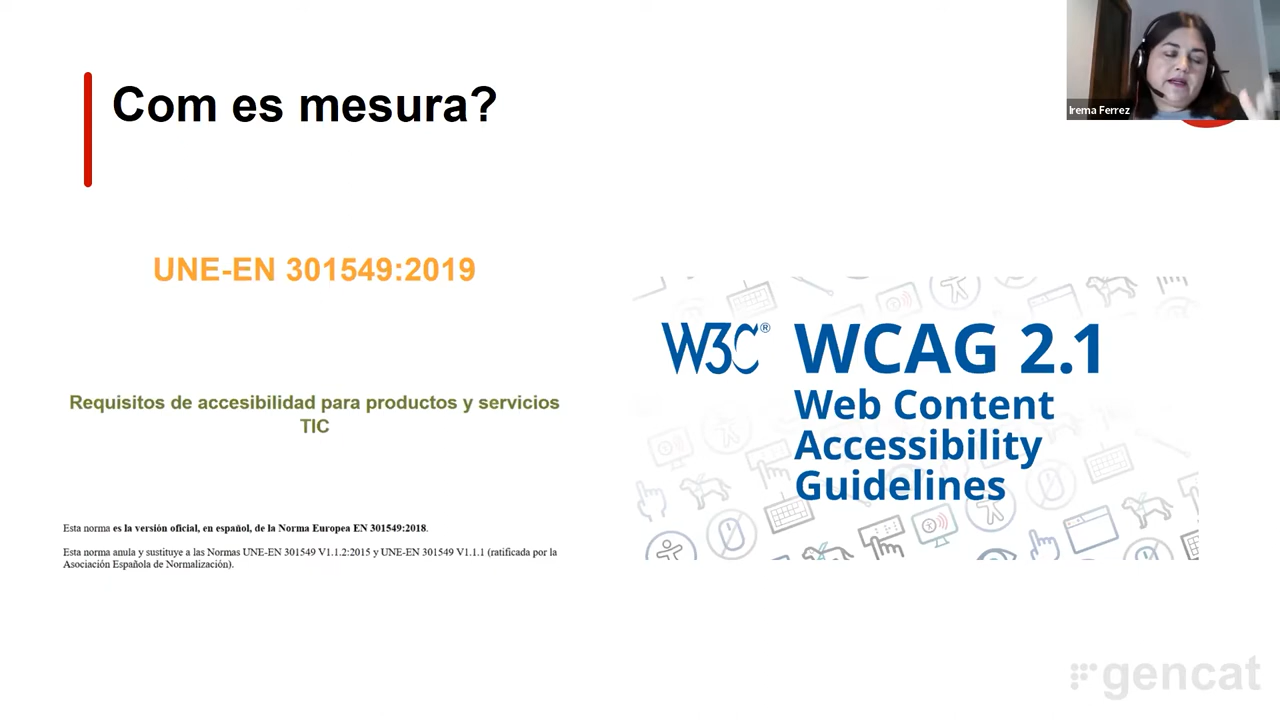 Com es mesura?
Irema Ferrez
UNE-EN 301549:2019
Requisitos de accesibilidad para productos y servicios
TIC
Esta norma es la versión oficial, en español, de la Norma Europea EN 301549:2018.
Esta norma anula y sustituye a las Normas UNE-EN 301549 V1.1.2:2015 y UNE-EN 301549 V1.1.1 (ratificada por la
Asociación Española de Normalización).
W3C® WCAG 2.1
Web Content
Accessibility
Guidelines
gencat